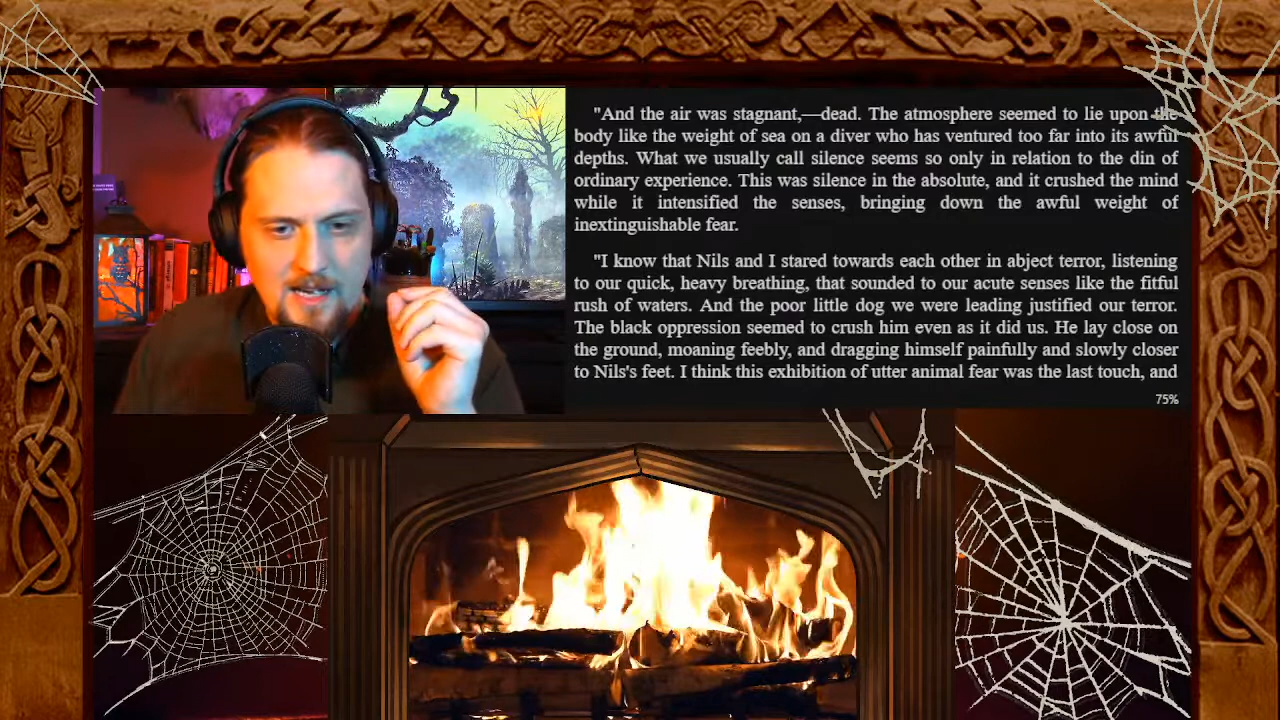 "And the air was stagnant,—dead. The atmosphere seemed to lie upon the
body like the weight of sea on a diver who has ventured too far into its awful
depths. What we usually call silence seems so only in relation to the din of
ordinary experience. This was silence in the absolute, and it crushed the mind
while it intensified the senses, bringing down the awful weight of
inextinguishable fear.
"I know that Nils and I stared towards each other in abject terror, listening
to our quick, heavy breathing, that sounded to our acute senses like the fitful
rush of waters. And the poor little dog we were leading justified our terror.
The black oppression seemed to crush him even as it did us. He lay close on
the ground, moaning feebly, and dragging himself painfully and slowly closer
to Nils's feet. I think this exhibition of utter animal fear was the last touch, and
75%